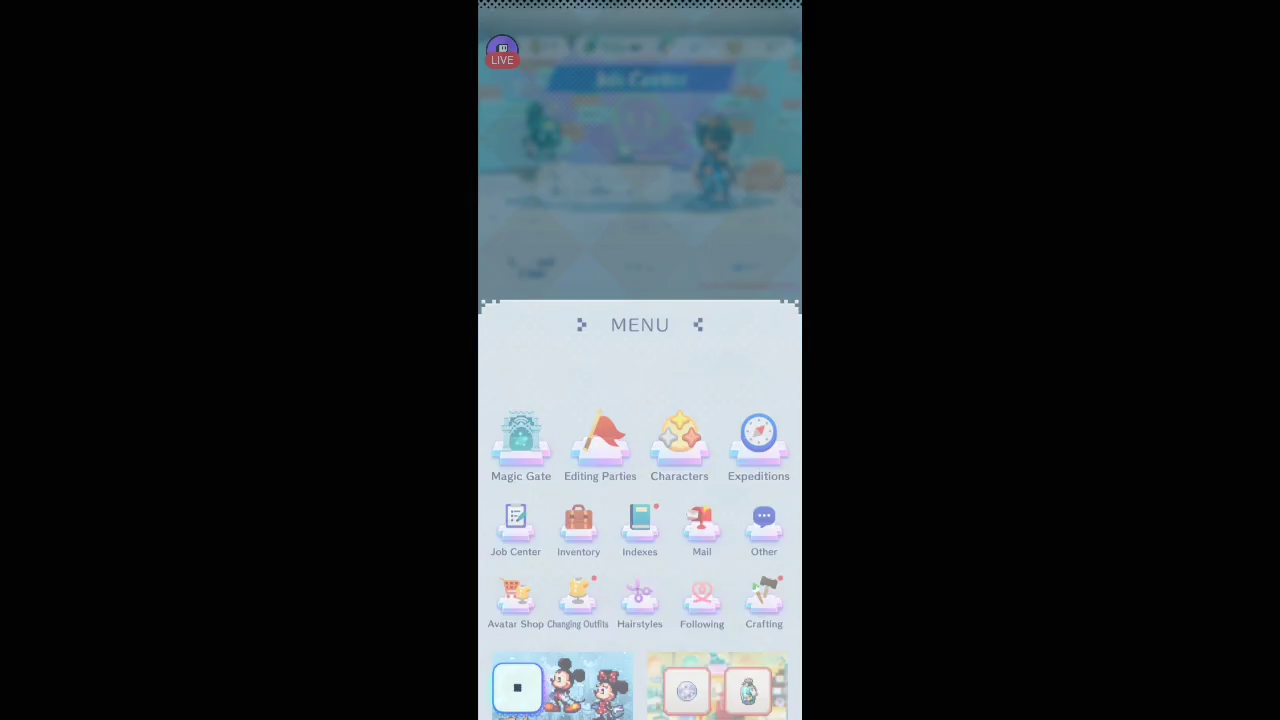 LIVE
Job Center
MENU
Magic Gate
Editing Parties
Characters
Expeditions
Job Center
Inventory
Indexes
Mail
Other
Avatar Shop
Changing Outfits
Hairstyles
Following
Crafting